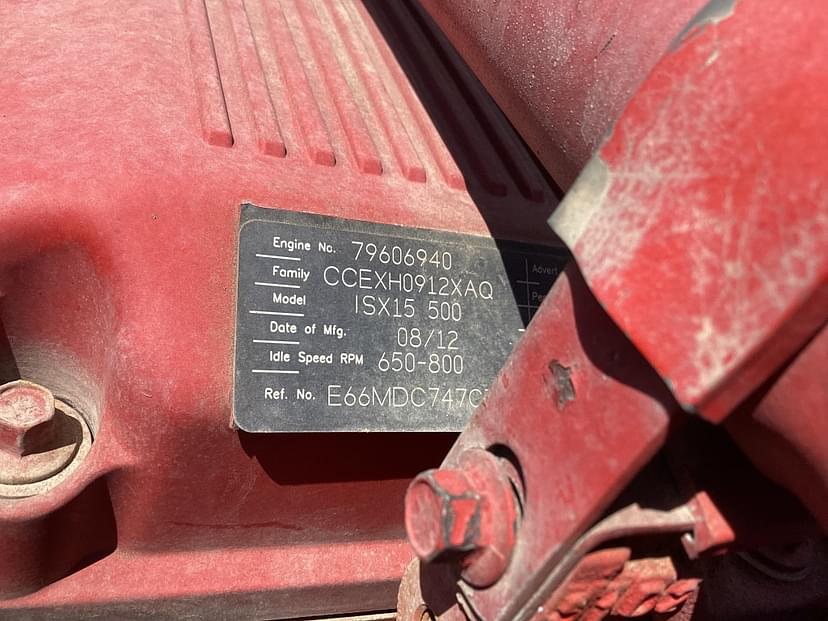 Engine No. 79606940
Family CCEXH0912XAQ
Model ISX15 500
Date of Mfg. 08/12
Idle Speed RPM 650-800
Ref. No. E66MDC747C
Advert